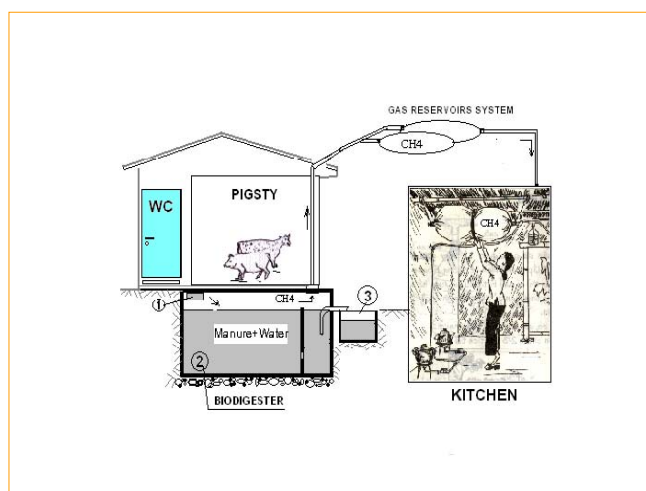 GAS RESERVOIRS SYSTEM
CH4
WC
PIGSTY
CH4
CH4
1
3
Manure+Water
2
BIODIGESTER
KITCHEN